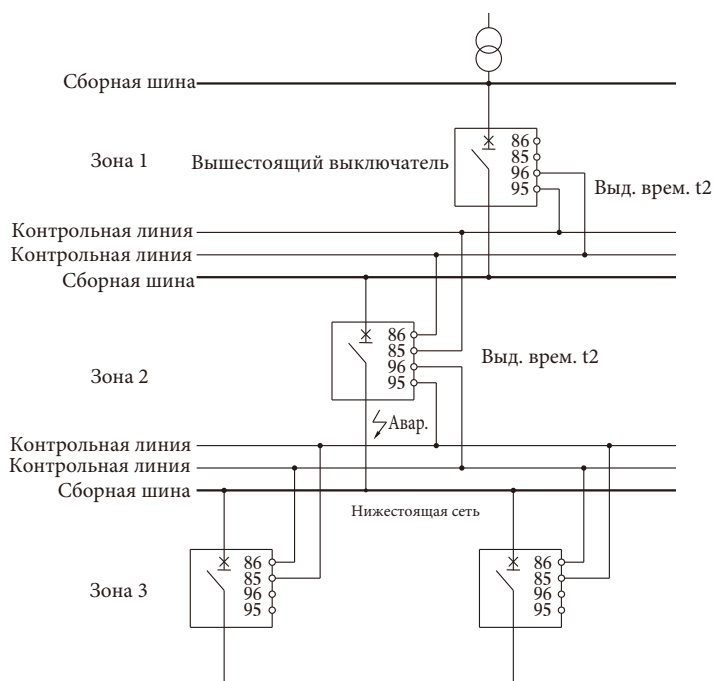 Сборная шина
Зона 1
Вышестоящий выключатель
86
85
96
95
Выд. врем. t2
Контрольная линия
Контрольная линия
Сборная шина
Зона 2
86
85
96
95
Выд. врем. t2
Авар.
Контрольная линия
Контрольная линия
Сборная шина
Нижестоящая сеть
Зона 3
86
85
96
95
86
85
96
95